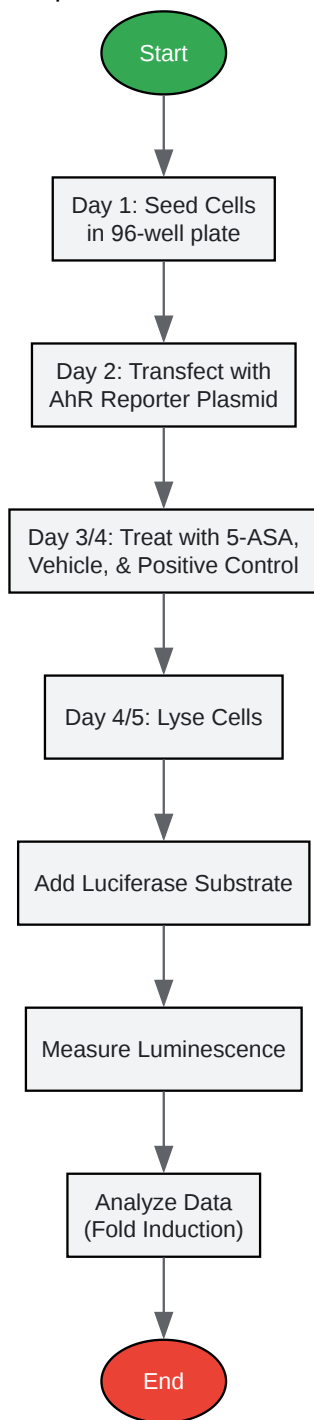 Start
Day 1: Seed Cells
in 96-well plate
Day 2: Transfect with
AhR Reporter Plasmid
Day 3/4: Treat with 5-ASA,
Vehicle, & Positive Control
Day 4/5: Lyse Cells
Add Luciferase Substrate
Measure Luminescence
Analyze Data
(Fold Induction)
End